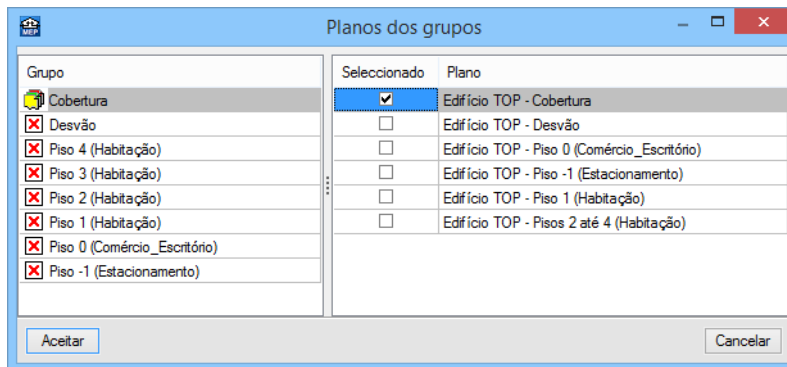 MEP
Planos dos grupos
Grupo
Cobertura
Desvão
Piso 4 (Habitação)
Piso 3 (Habitação)
Piso 2 (Habitação)
Piso 1 (Habitação)
Piso 0 (Comércio_Escritório)
Piso -1 (Estacionamento)
Seleccionado Plano
Edifício TOP - Cobertura
Edifício TOP - Desvão
Edifício TOP - Piso 0 (Comércio_Escritório)
Edifício TOP - Piso -1 (Estacionamento)
Edifício TOP - Piso 1 (Habitação)
Edifício TOP - Pisos 2 até 4 (Habitação)
Aceitar
Cancelar